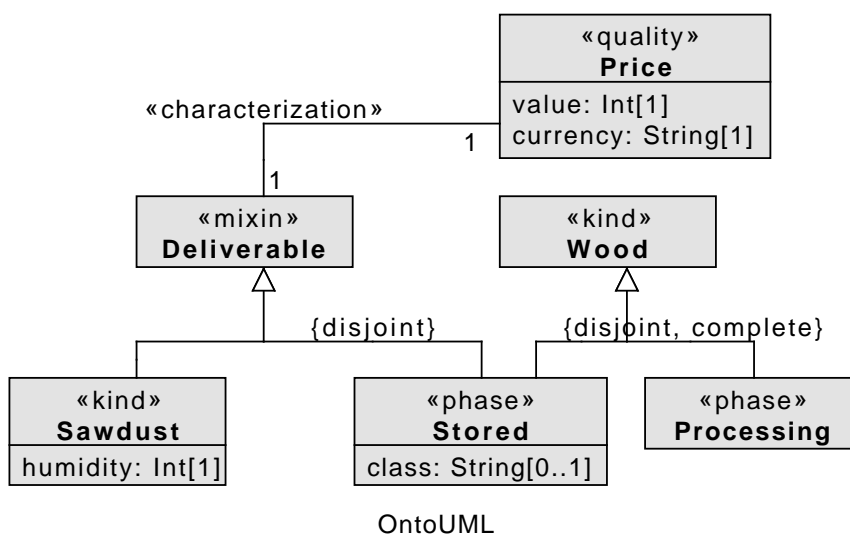 «quality»
Price
value: Int[1]
currency: String[1]
«characterization»
1
1
«mixin»
Deliverable
«kind»
Wood
{disjoint}
{disjoint, complete}
«kind»
Sawdust
humidity: Int[1]
«phase»
Stored
class: String[0..1]
«phase»
Processing
OntoUML